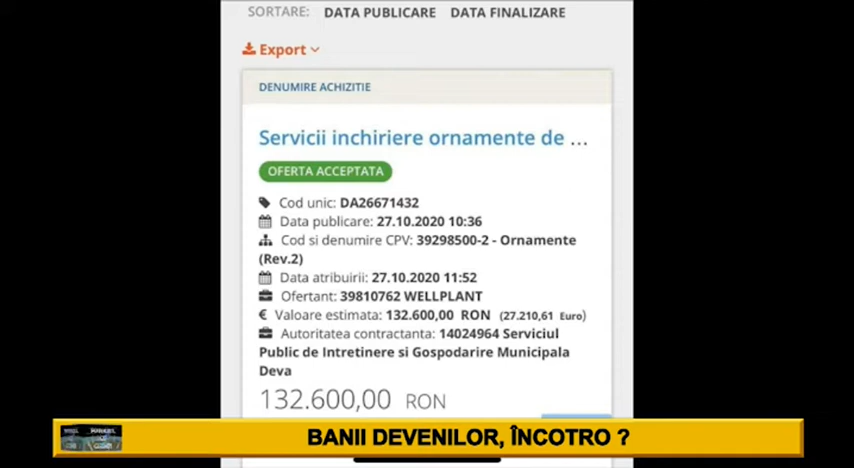 SORTARE: DATA PUBLICARE DATA FINALIZARE
Export
DENUMIRE ACHIZITIE
Servicii inchiriere ornamente de ...
OFERTA ACCEPTATA
Cod unic: DA26671432
Data publicare: 27.10.2020 10:36
Cod si denumire CPV: 39298500-2 - Ornamente
(Rev.2)
Data atribuirii: 27.10.2020 11:52
Ofertant: 39810762 WELLPLANT
€ Valoare estimata: 132.600,00 RON (27.210,61 Euro)
Autoritatea contractanta: 14024964 Serviciul
Public de Intretinere si Gospodarire Municipala
Deva
132.600,00 RON
BANII DEVENILOR, ÎNCOTRO ?